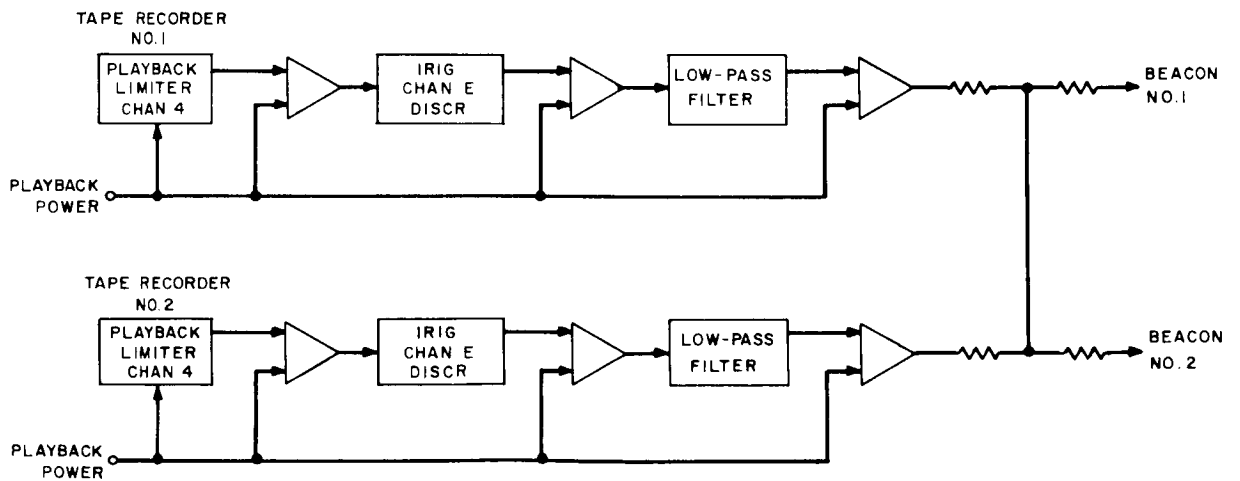 TAPE RECORDER
NO.1
PLAYBACK
LIMITER
CHAN 4
IRIG
CHAN E
DISCR
LOW-PASS
FILTER
BEACON
NO.1
PLAYBACK
POWER
TAPE RECORDER
NO.2
PLAYBACK
LIMITER
CHAN 4
IRIG
CHAN E
DISCR
LOW-PASS
FILTER
BEACON
NO.2
PLAYBACK
POWER